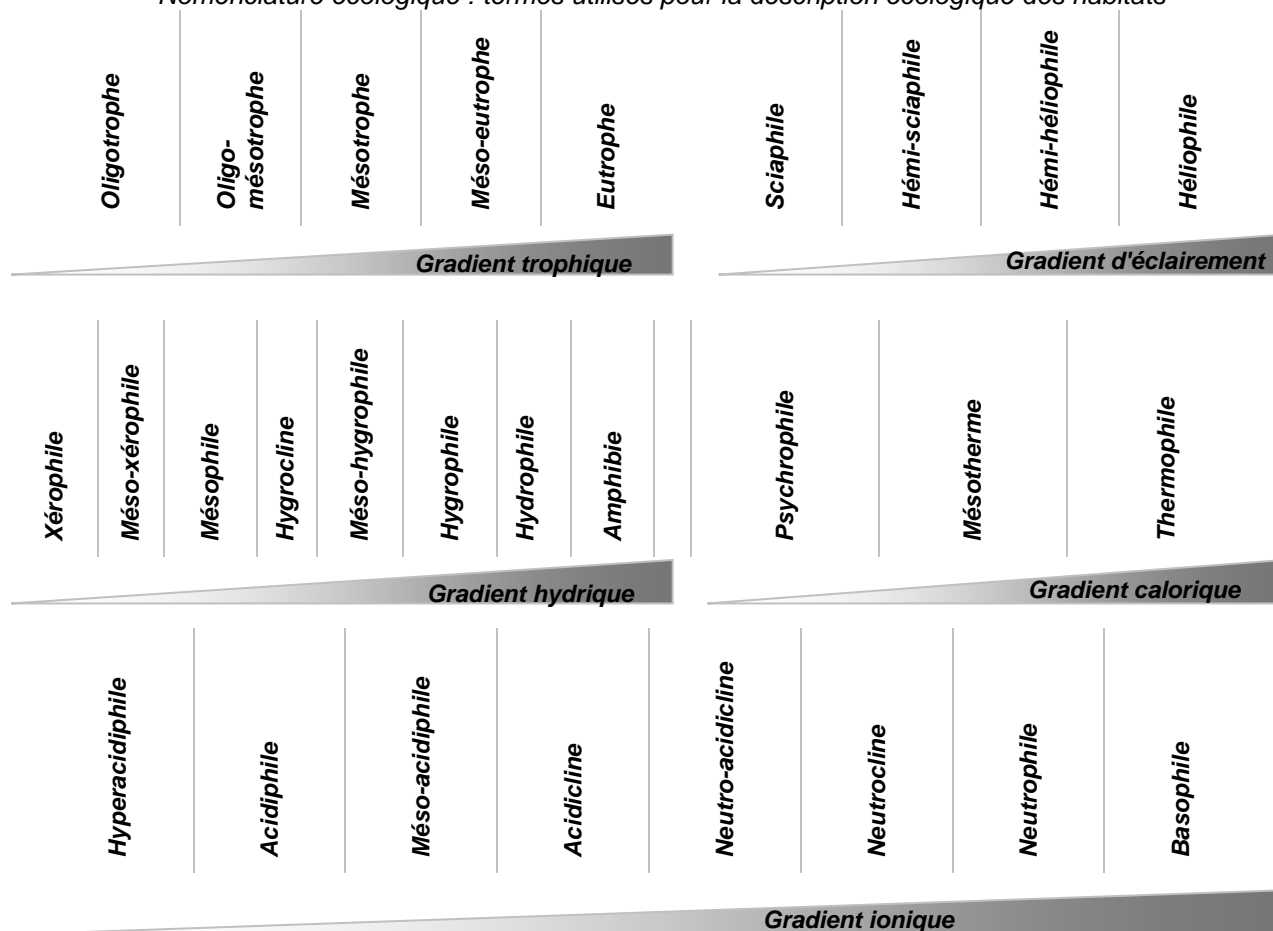 Nomenclature écologique : termes utilisés pour la description écologique des habitats
Oligotrophe
Oligo-
mésotrophe
Mésotrophe
Méso-eutrophe
Eutrophe
Gradient trophique
Sciaphile
Hémi-sciaphile
Hémi-héliophile
Héliophile
Gradient d'éclairement
Xérophile
Méso-xérophile
Mésophile
Hygrocline
Méso-hygrophile
Hygrophile
Hydrophile
Amphibie
Gradient hydrique
Psychrophile
Mésotherme
Thermophile
Gradient calorique
Hyperacidiphile
Acidiphile
Méso-acidiphile
Acidicline
Neutro-acidicline
Neutrocline
Neutrophile
Basophile
Gradient ionique